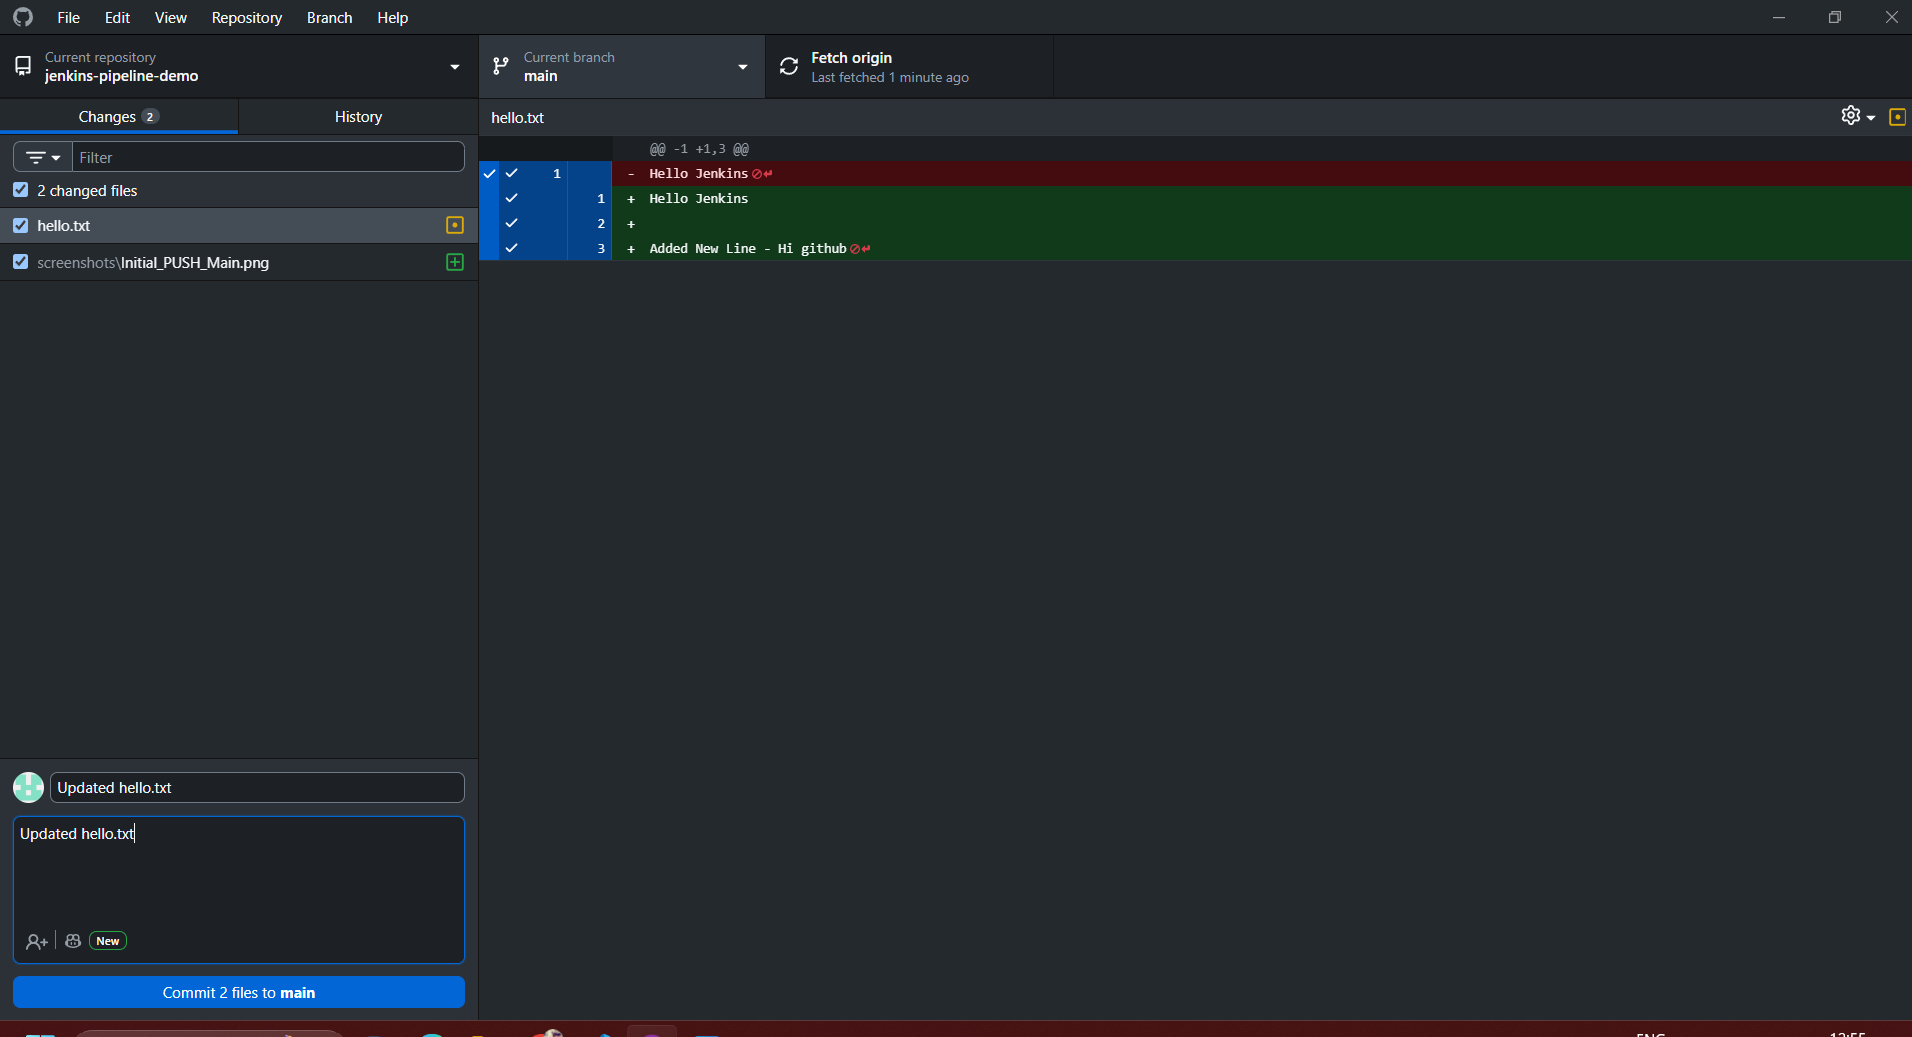 File Edit View Repository Branch Help
Current repository
jenkins-pipeline-demo
Current branch
main
Fetch origin
Last fetched 1 minute ago
Changes 2
History
hello.txt
Filter
2 changed files
hello.txt
screenshots\Initial_PUSH_Main.png
@@ -1 +1,3 @@
1 - Hello Jenkins
1 + Hello Jenkins
2 +
3 + Added New Line - Hi github
Updated hello.txt
Updated hello.txt
New
Commit 2 files to main